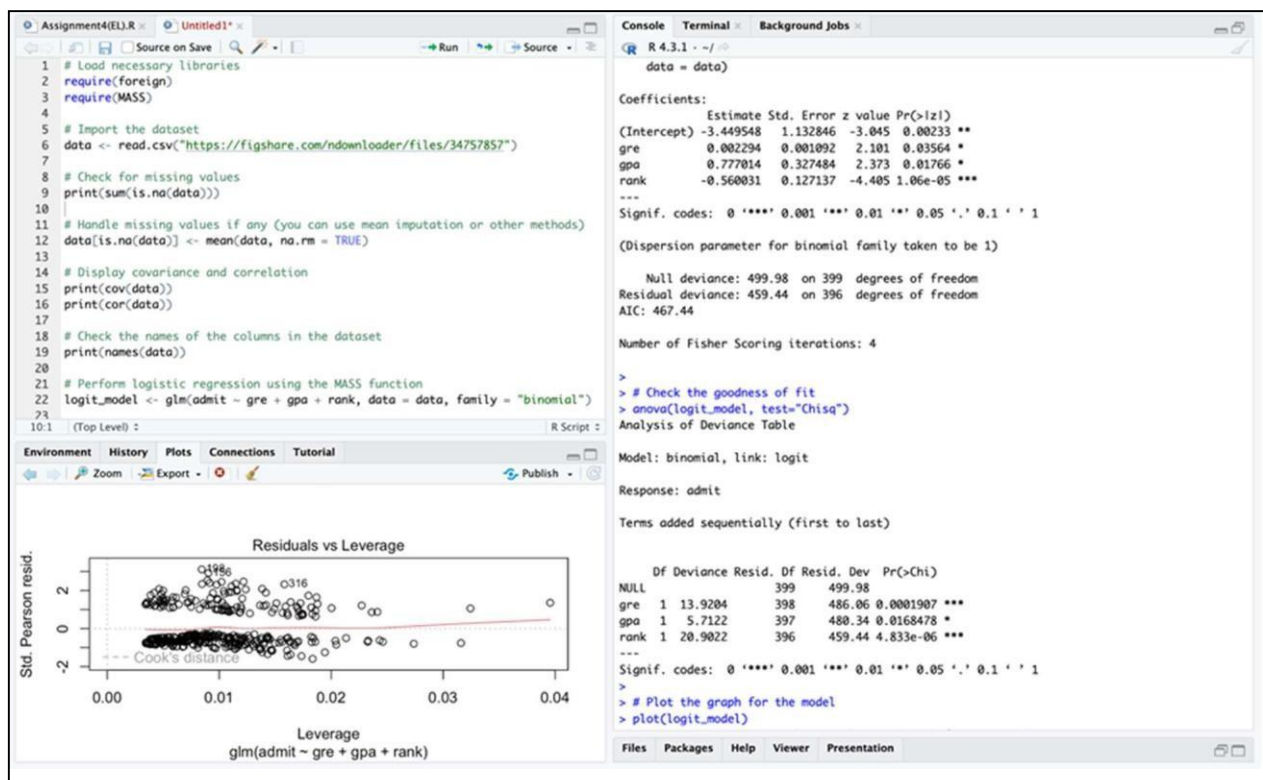 Assignment4(EL).R × Untitled1* ×
Source on Save Run Source
1 # Load necessary libraries
2 require(foreign)
3 require(MASS)
4
5 # Import the dataset
6 data <- read.csv("https://figshare.com/ndownloader/files/34757857")
7
8 # Check for missing values
9 print(sum(is.na(data)))
10
11 # Handle missing values if any (you can use mean imputation or other methods)
12 data[is.na(data)] <- mean(data, na.rm = TRUE)
13
14 # Display covariance and correlation
15 print(cov(data))
16 print(cor(data))
17
18 # Check the names of the columns in the dataset
19 print(names(data))
20
21 # Perform logistic regression using the MASS function
22 logit_model <- glm(admit ~ gre + gpa + rank, data = data, family = "binomial")
23
10:1 (Top Level) R Script
Environment History Plots Connections Tutorial
Zoom Export Publish
Residuals vs Leverage
Std. Pearson resid.
2
0
-2
198
156
316
Cook's distance
0.00 0.01 0.02 0.03 0.04
Leverage
glm(admit ~ gre + gpa + rank)
Console Terminal × Background Jobs ×
R 4.3.1 · ~/
data = data)
Coefficients:
Estimate Std. Error z value Pr(>|z|)
(Intercept) -3.449548 1.132846 -3.045 0.00233 **
gre 0.002294 0.001092 2.101 0.03564 *
gpa 0.777014 0.327484 2.373 0.01766 *
rank -0.560031 0.127137 -4.405 1.06e-05 ***
---
Signif. codes: 0 ‘***’ 0.001 ‘**’ 0.01 ‘*’ 0.05 ‘.’ 0.1 ‘ ’ 1
(Dispersion parameter for binomial family taken to be 1)
Null deviance: 499.98 on 399 degrees of freedom
Residual deviance: 459.44 on 396 degrees of freedom
AIC: 467.44
Number of Fisher Scoring iterations: 4
>
> # Check the goodness of fit
> anova(logit_model, test="Chisq")
Analysis of Deviance Table
Model: binomial, link: logit
Response: admit
Terms added sequentially (first to last)
Df Deviance Resid. Df Resid. Dev Pr(>Chi)
NULL 399 499.98
gre 1 13.9204 398 486.06 0.0001907 ***
gpa 1 5.7122 397 480.34 0.0168478 *
rank 1 20.9022 396 459.44 4.833e-06 ***
---
Signif. codes: 0 ‘***’ 0.001 ‘**’ 0.01 ‘*’ 0.05 ‘.’ 0.1 ‘ ’ 1
>
> # Plot the graph for the model
> plot(logit_model)
Files Packages Help Viewer Presentation